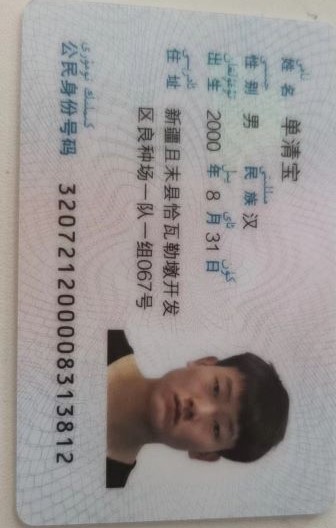 姓名 单清宝
性别 男 民族 汉
出生 2000 年 8 月 31 日
住址 新疆且末县恰瓦勒墩开发
区良种场一队一组067号
公民身份号码 320721200008313812